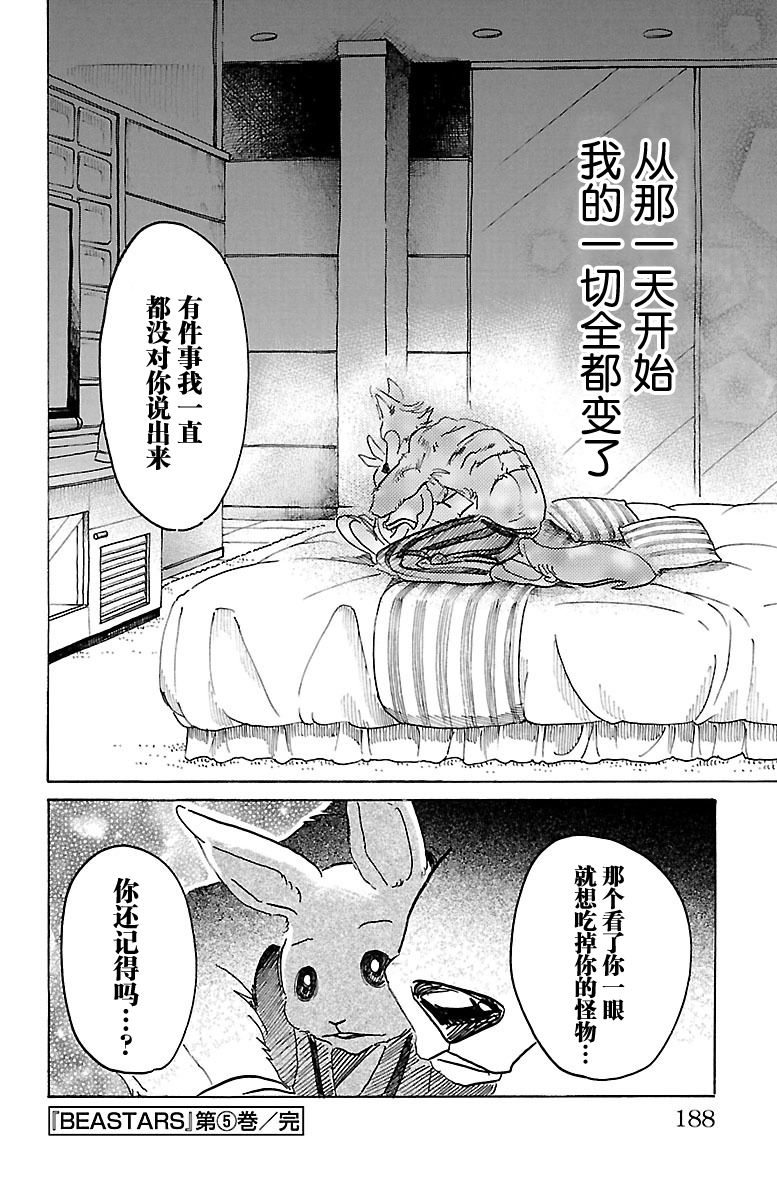 从那一天开始
我的一切全都变了
有件事我一直
都没对你说出来
那个看了你一眼
就想吃掉你的怪物…
你还记得吗…?
『BEASTARS』第⑤巻／完
188